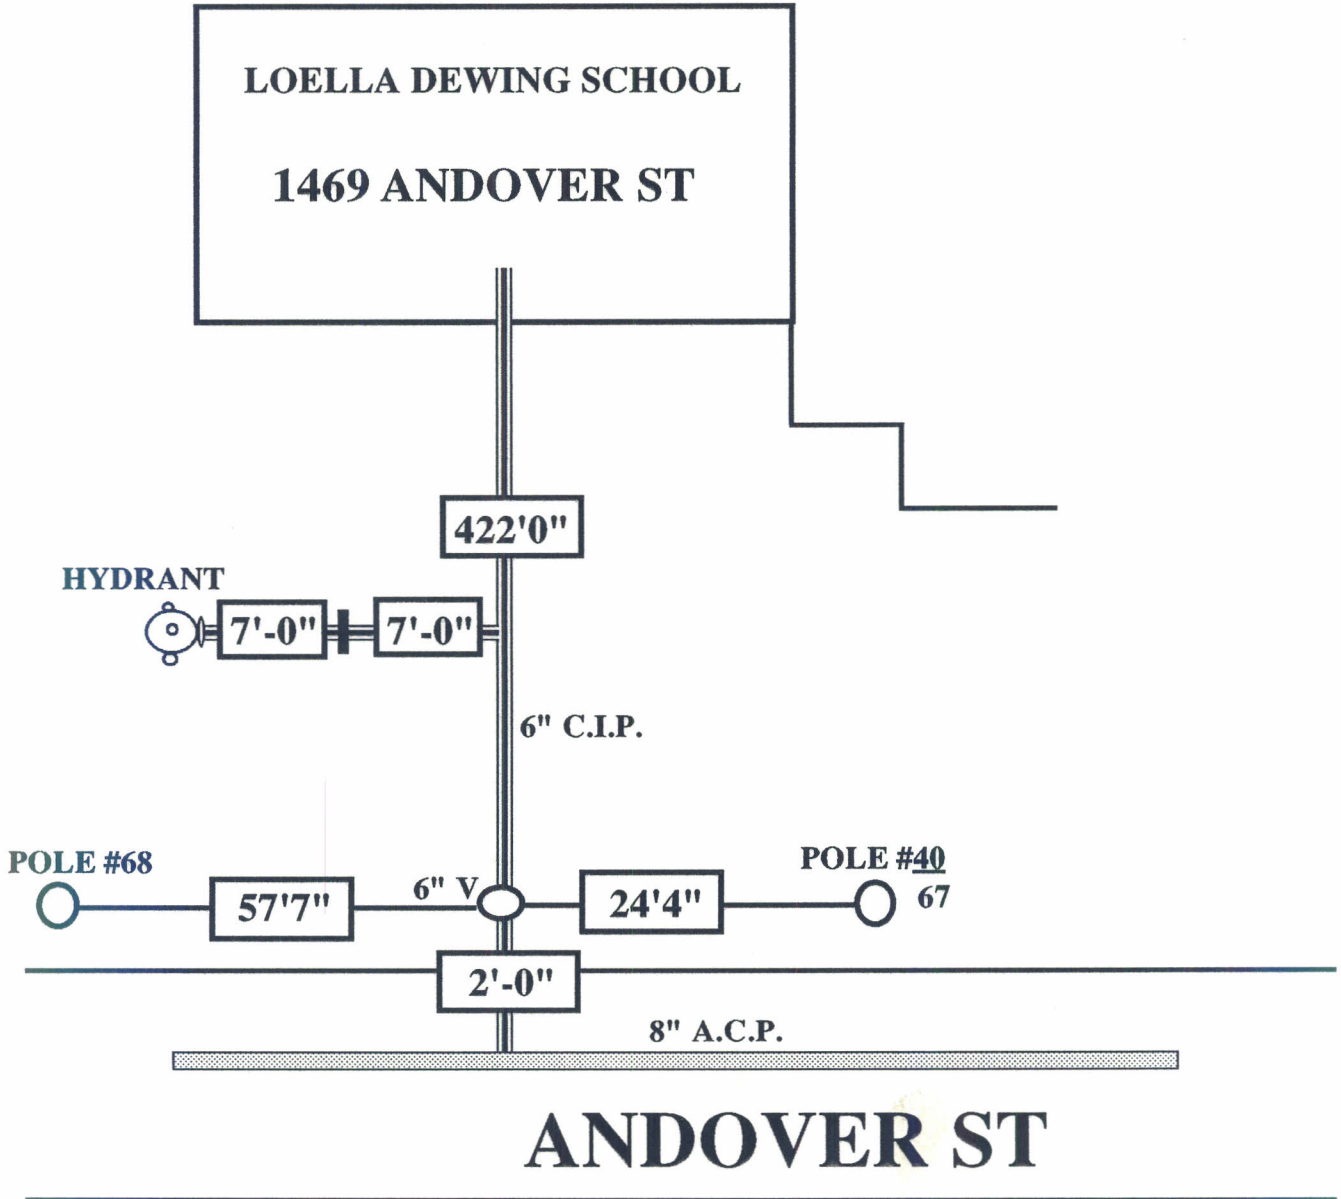 LOELLA DEWING SCHOOL
1469 ANDOVER ST
422'0"
HYDRANT
7'-0" 7'-0"
6" C.I.P.
POLE #68
57'7"
6" V
24'4"
POLE #40
67
2'-0"
8" A.C.P.
ANDOVER ST